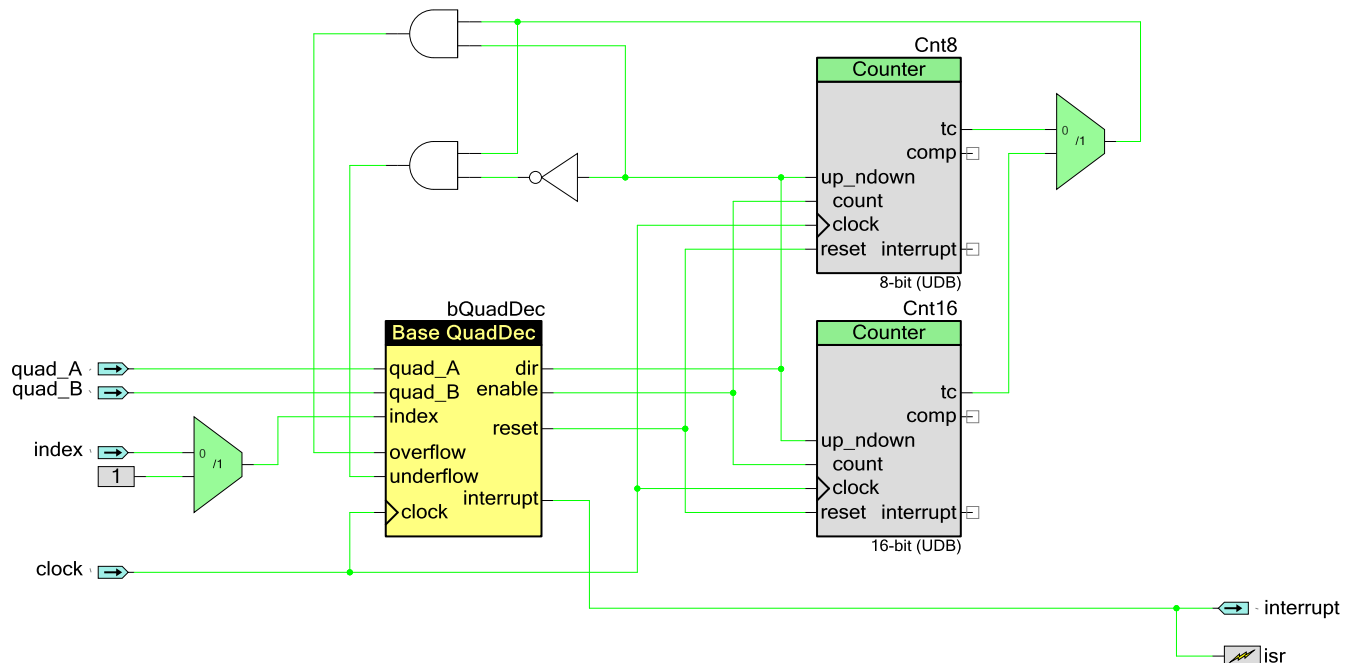 Cnt8
Counter
tc
comp
up_ndown
count
clock
reset interrupt
8-bit (UDB)
0
/1
bQuadDec
Base QuadDec
quad_A dir
quad_B enable
index
reset
overflow
underflow
interrupt
clock
Cnt16
Counter
tc
comp
up_ndown
count
clock
reset interrupt
16-bit (UDB)
quad_A
quad_B
index
0
/1
1
clock
interrupt
isr